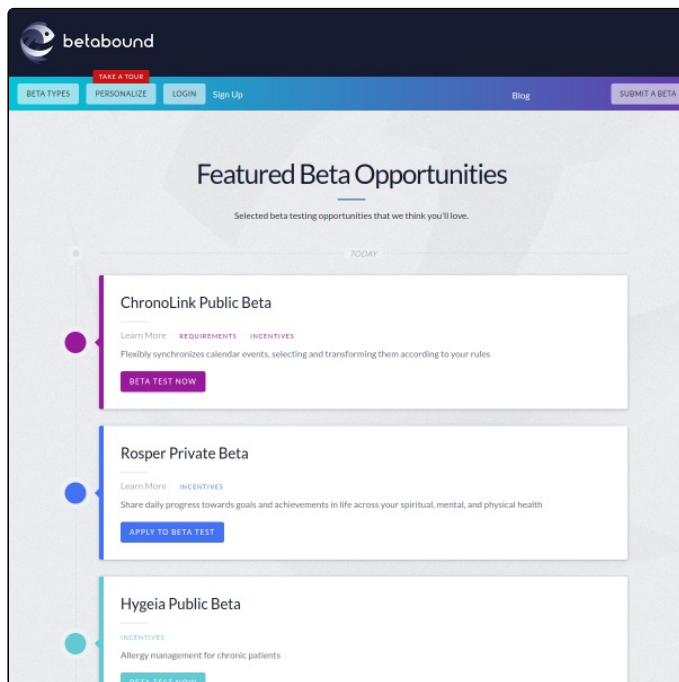 betabound
TAKE A TOUR
BETA TYPES PERSONALIZE LOGIN Sign Up Blog SUBMIT A BETA
Featured Beta Opportunities
Selected beta testing opportunities that we think you'll love.
TODAY
ChronoLink Public Beta
Learn More REQUIREMENTS INCENTIVES
Flexibly synchronizes calendar events, selecting and transforming them according to your rules
BETA TEST NOW
Rosper Private Beta
Learn More INCENTIVES
Share daily progress towards goals and achievements in life across your spiritual, mental, and physical health
APPLY TO BETA TEST
Hygeia Public Beta
INCENTIVES
Allergy management for chronic patients
BETA TEST NOW